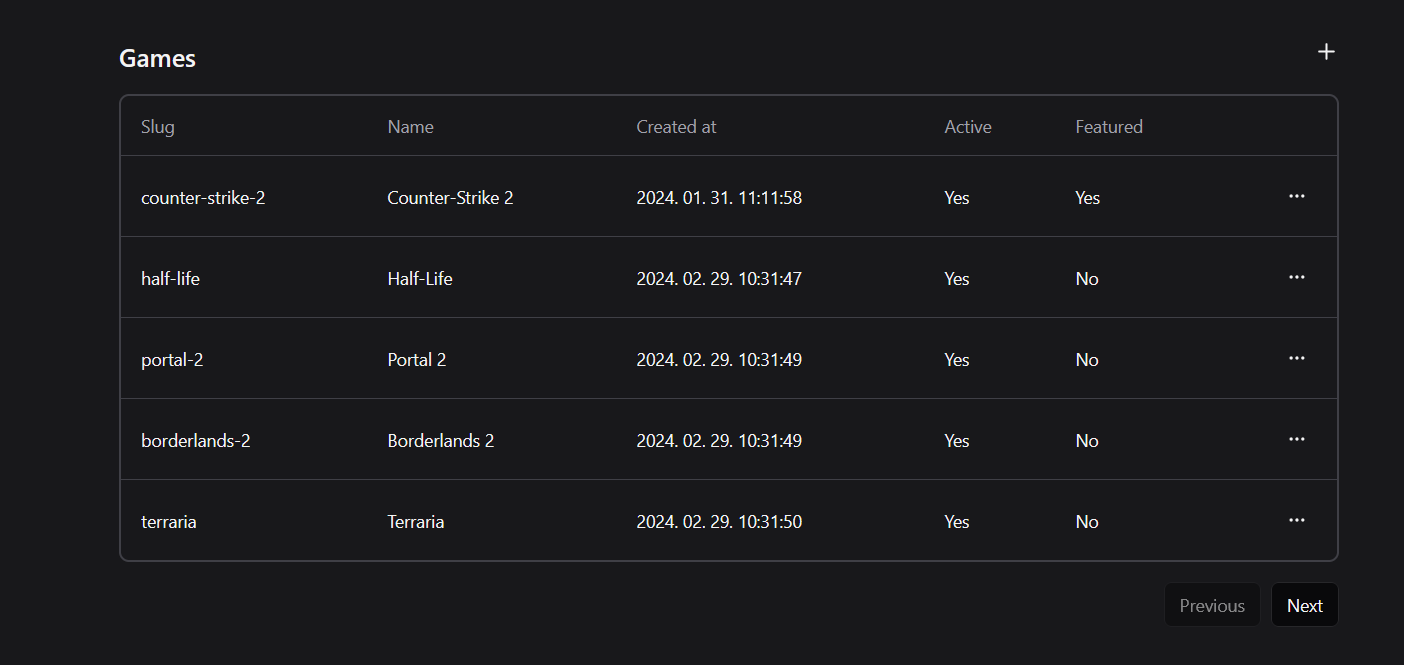 Games
Slug Name Created at Active Featured
counter-strike-2 Counter-Strike 2 2024. 01. 31. 11:11:58 Yes Yes
half-life Half-Life 2024. 02. 29. 10:31:47 Yes No
portal-2 Portal 2 2024. 02. 29. 10:31:49 Yes No
borderlands-2 Borderlands 2 2024. 02. 29. 10:31:49 Yes No
terraria Terraria 2024. 02. 29. 10:31:50 Yes No
Previous Next